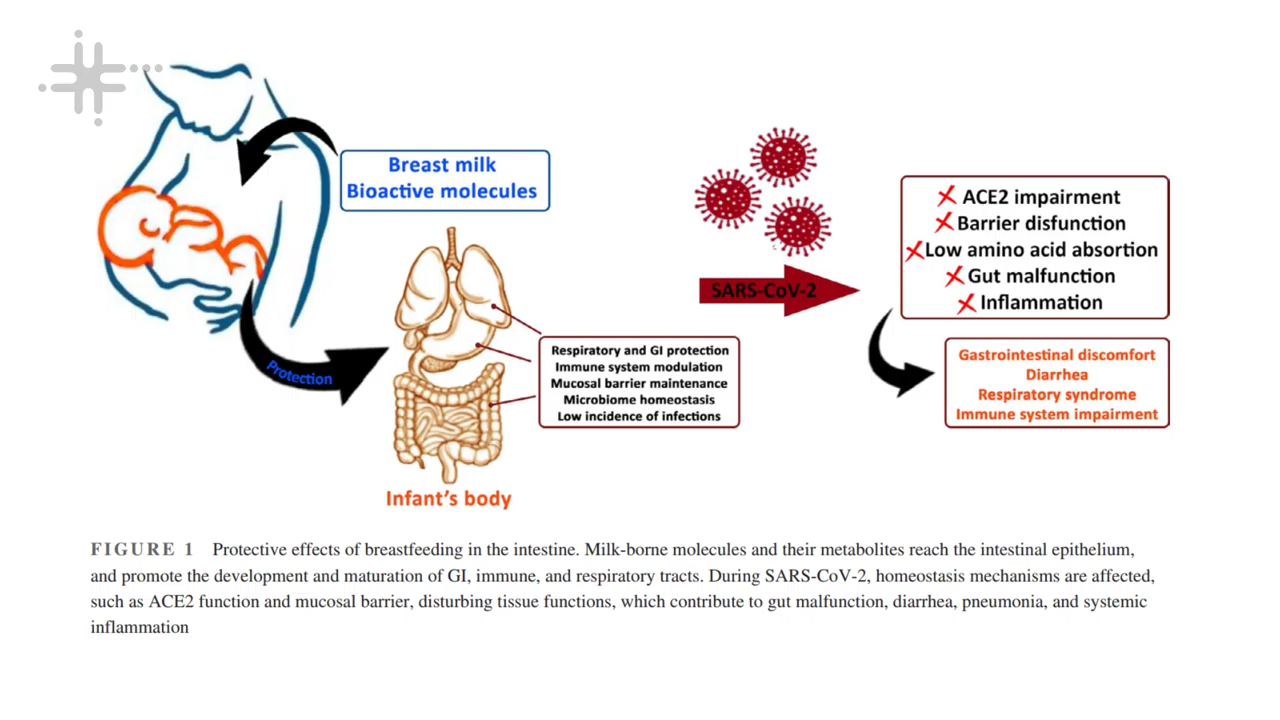 Breast milk
Bioactive molecules
Protection
Infant's body
Respiratory and GI protection
Immune system modulation
Mucosal barrier maintenance
Microbiome homeostasis
Low incidence of infections
SARS-CoV-2
ACE2 impairment
Barrier disfunction
Low amino acid absortion
Gut malfunction
Inflammation
Gastrointestinal discomfort
Diarrhea
Respiratory syndrome
Immune system impairment
FIGURE 1 Protective effects of breastfeeding in the intestine. Milk-borne molecules and their metabolites reach the intestinal epithelium,
and promote the development and maturation of GI, immune, and respiratory tracts. During SARS-CoV-2, homeostasis mechanisms are affected,
such as ACE2 function and mucosal barrier, disturbing tissue functions, which contribute to gut malfunction, diarrhea, pneumonia, and systemic
inflammation